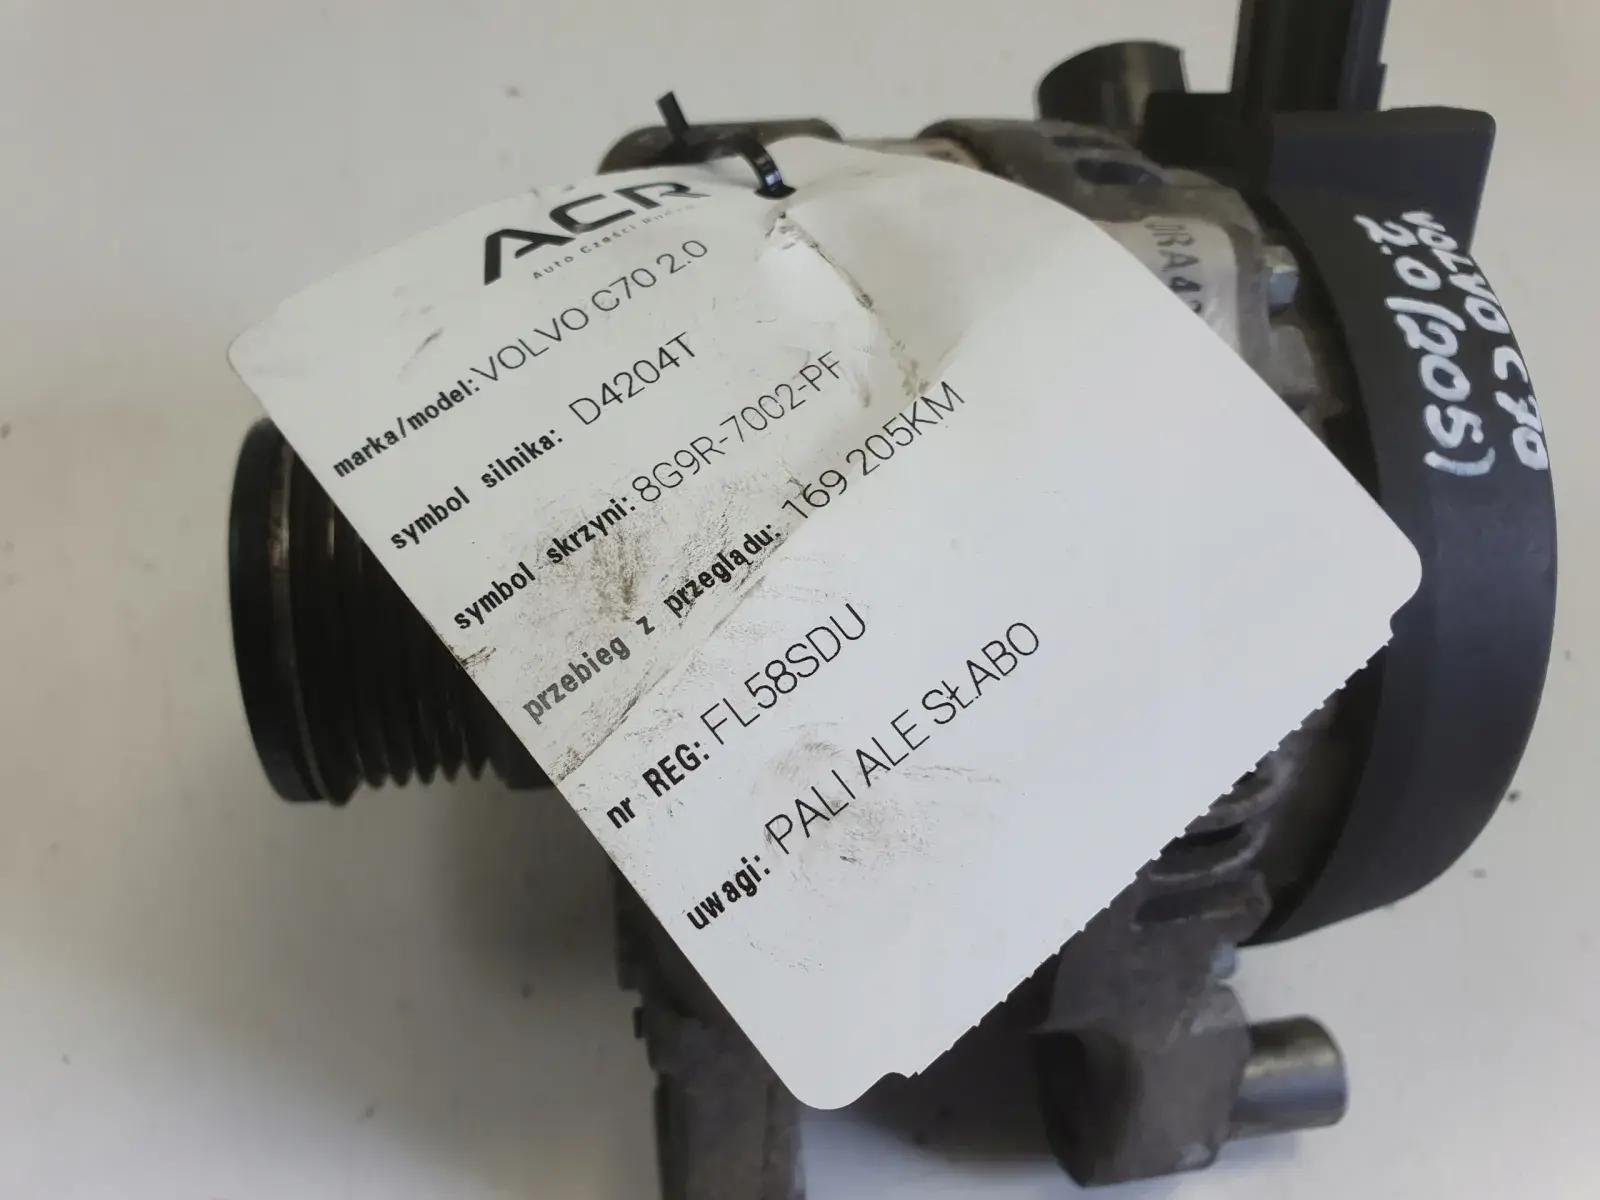 ACR
Auto Części Rudre
marka/model: VOLVO C70 2.0
symbol silnika: D4204T
symbol skrzyni: 8G9R-7002-PF
przebieg z przeglądu: 169 205KM
nr REG: FL58SDU
uwagi: PALI ALE SŁABO
VOLVO C70
2.0 (205)